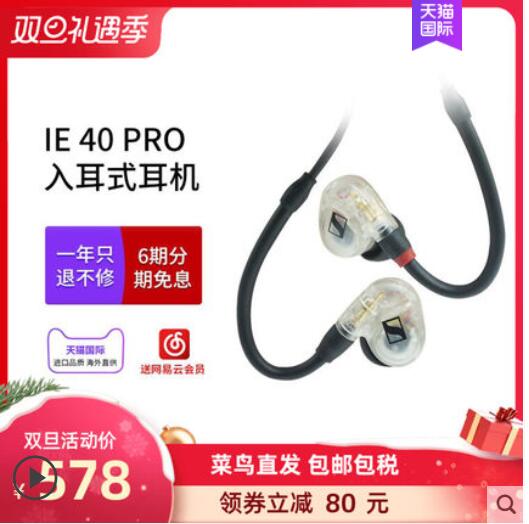 双旦礼遇季
天猫
国际
IE 40 PRO
入耳式耳机
一年只
退不修
6期分
期免息
天猫国际
进口品质 海外直供
送网易云会员
双旦活动价
578
菜鸟直发 包邮包税
领券立减 80 元